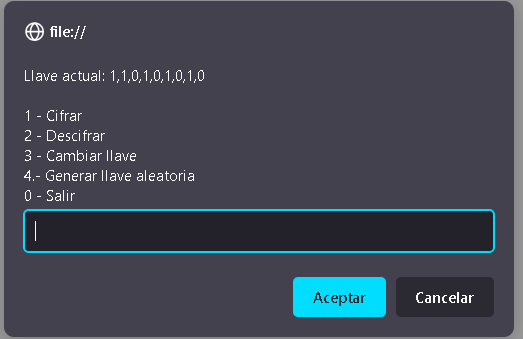 file://
Llave actual: 1,1,0,1,0,1,0,1,0
1 - Cifrar
2 - Descifrar
3 - Cambiar llave
4.- Generar llave aleatoria
0 - Salir
Aceptar
Cancelar